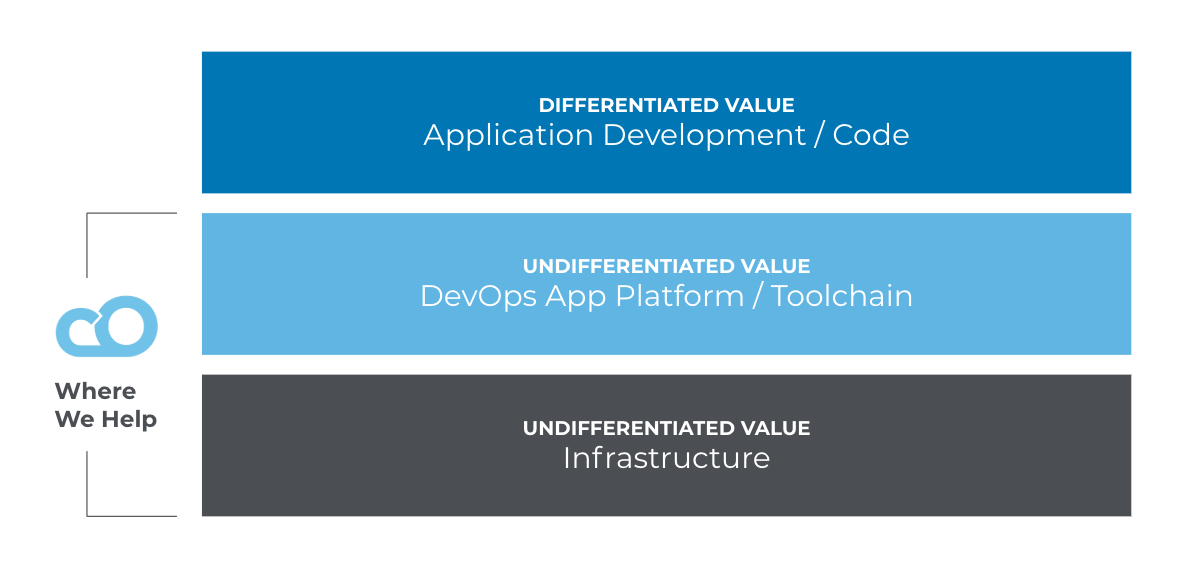 DIFFERENTIATED VALUE
Application Development / Code
UNDIFFERENTIATED VALUE
DevOps App Platform / Toolchain
Where
We Help
UNDIFFERENTIATED VALUE
Infrastructure